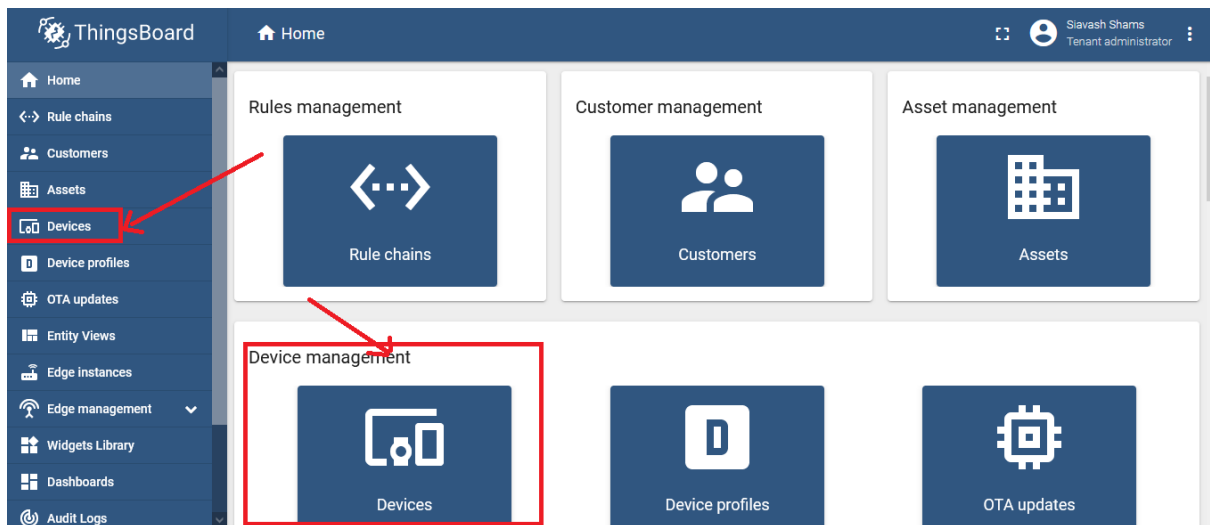 ThingsBoard
Home
Siavash Shams
Tenant administrator
Home
Rule chains
Customers
Assets
Devices
Device profiles
OTA updates
Entity Views
Edge instances
Edge management
Widgets Library
Dashboards
Audit Logs
Rules management
Customer management
Asset management
Rule chains
Customers
Assets
Device management
Devices
D
Device profiles
OTA updates